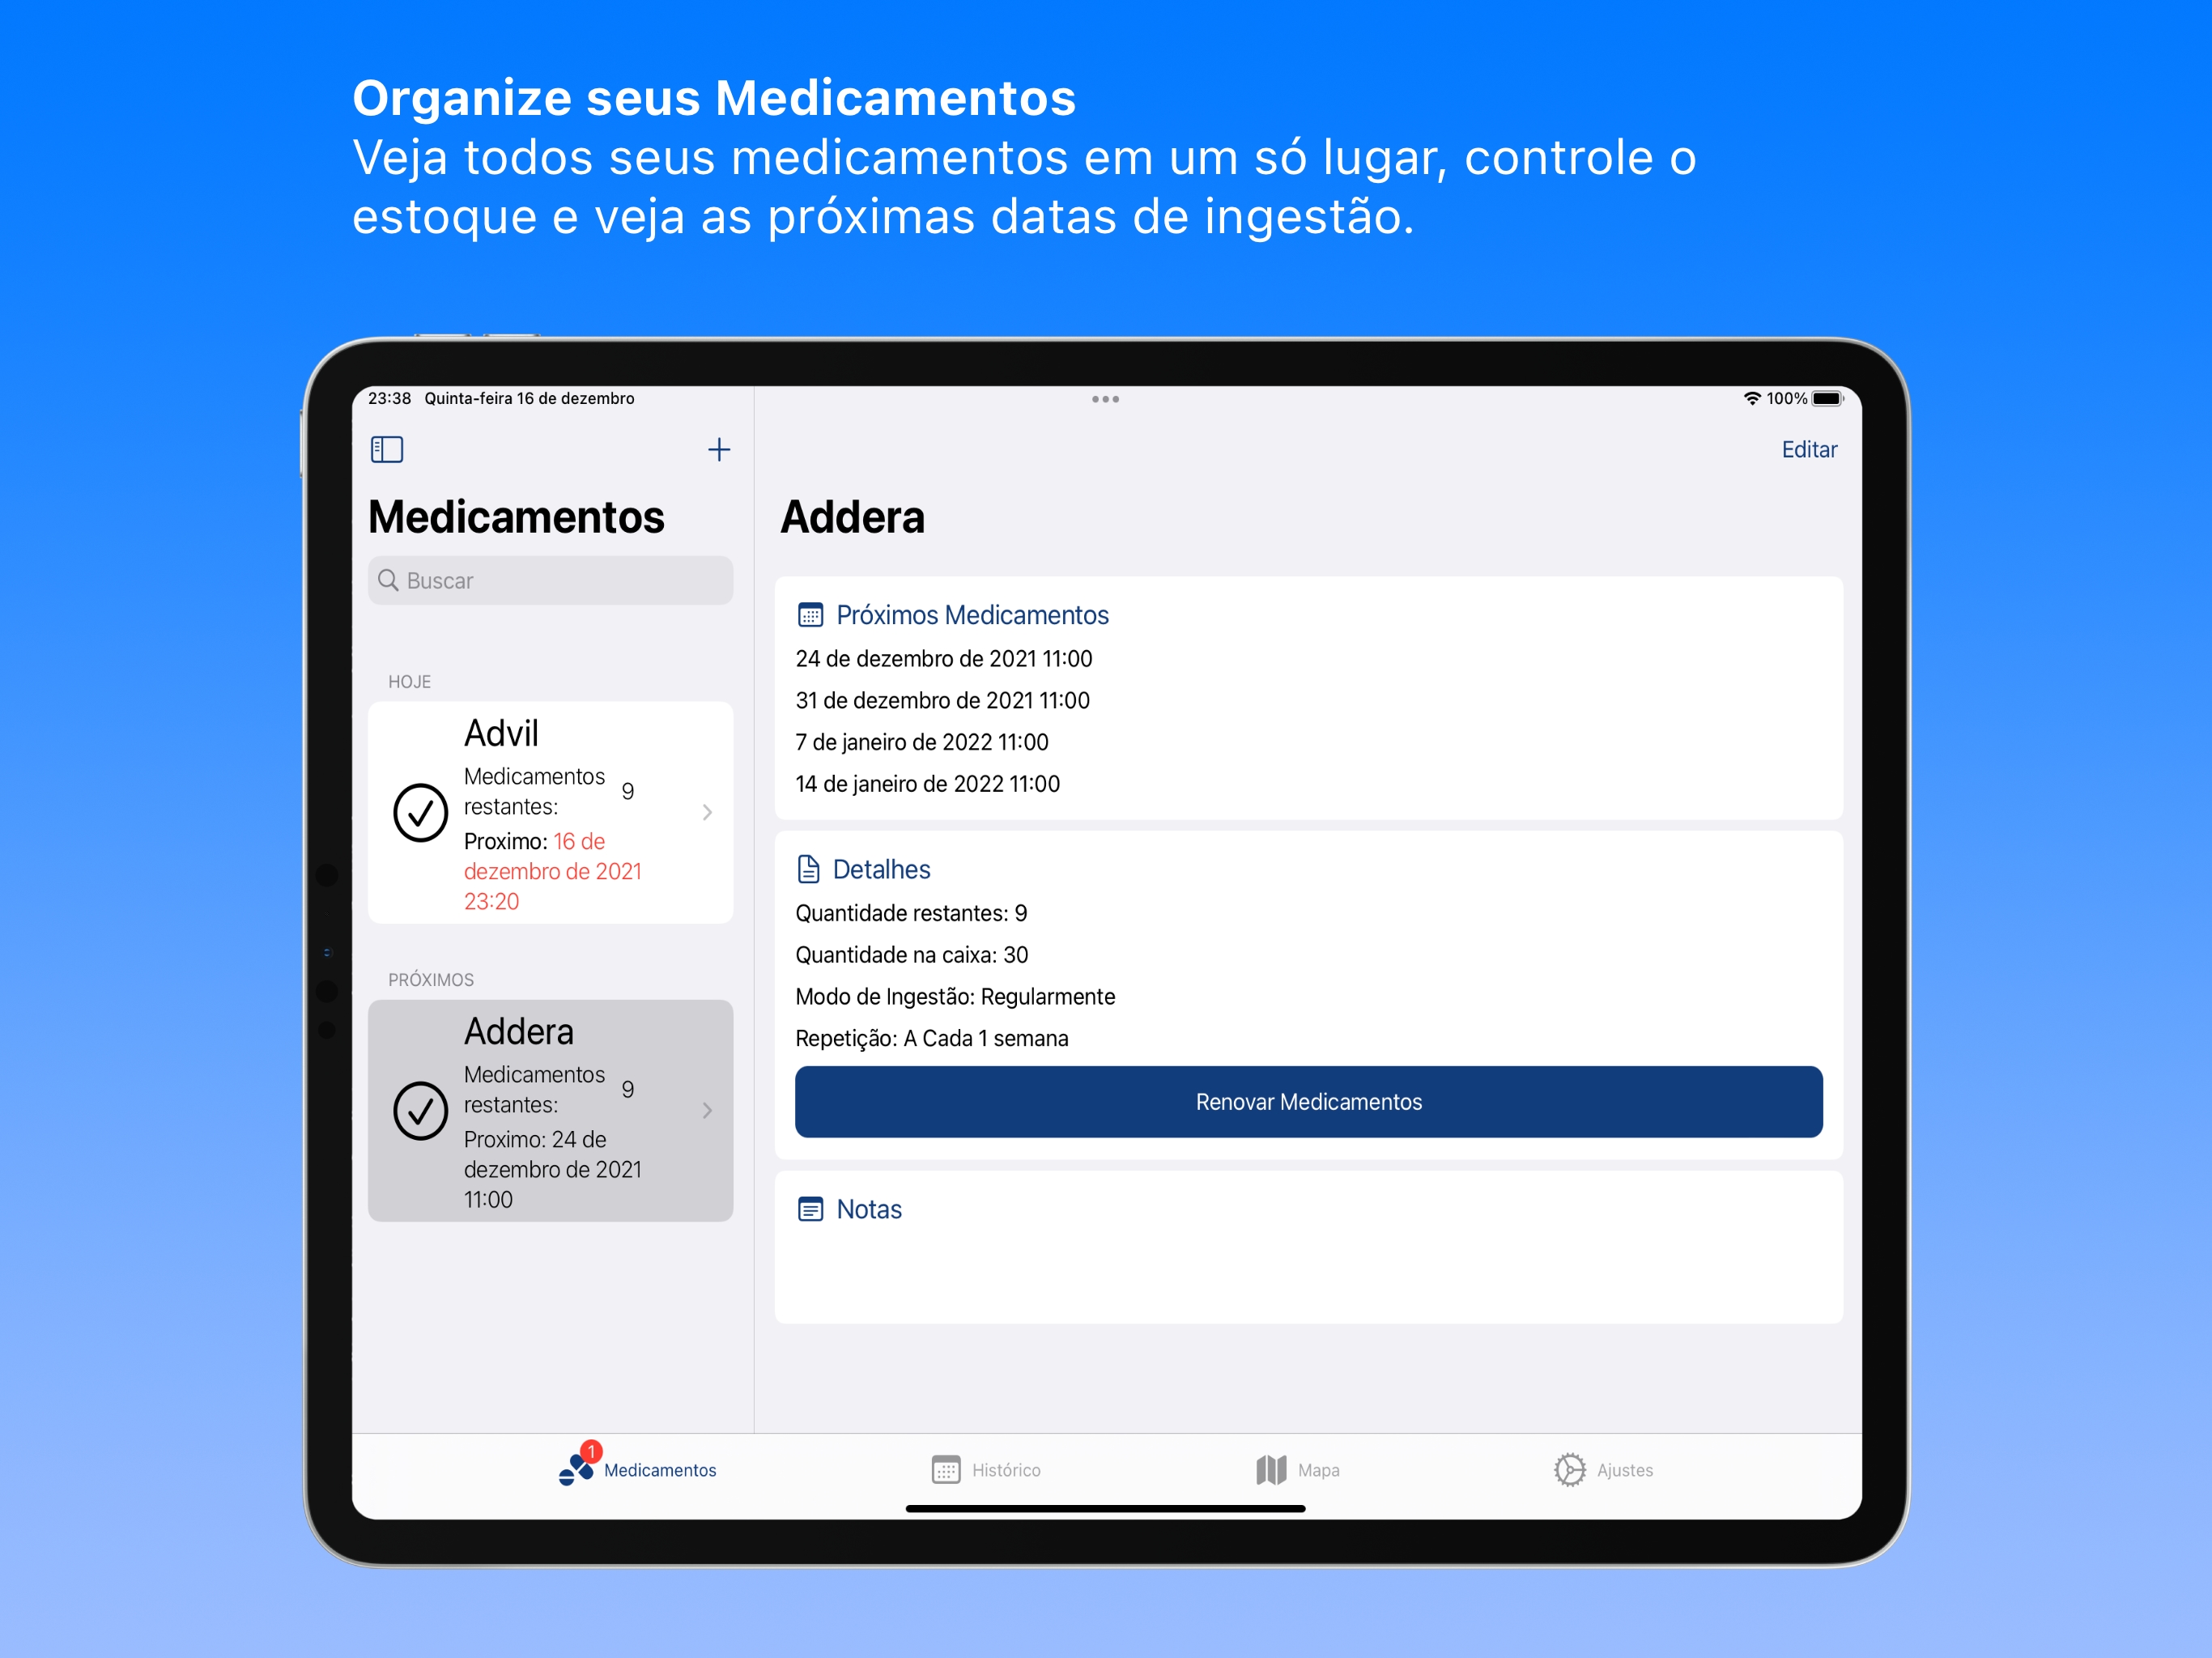 Organize seus Medicamentos
Veja todos seus medicamentos em um só lugar, controle o
estoque e veja as próximas datas de ingestão.
23:38 Quinta-feira 16 de dezembro
100%
Editar
Medicamentos
Buscar
HOJE
Advil
Medicamentos
restantes:
9
Proximo: 16 de
dezembro de 2021
23:20
PRÓXIMOS
Addera
Medicamentos
restantes:
9
Proximo: 24 de
dezembro de 2021
11:00
Addera
Próximos Medicamentos
24 de dezembro de 2021 11:00
31 de dezembro de 2021 11:00
7 de janeiro de 2022 11:00
14 de janeiro de 2022 11:00
Detalhes
Quantidade restantes: 9
Quantidade na caixa: 30
Modo de Ingestão: Regularmente
Repetição: A Cada 1 semana
Renovar Medicamentos
Notas
1
Medicamentos
Histórico
Mapa
Ajustes